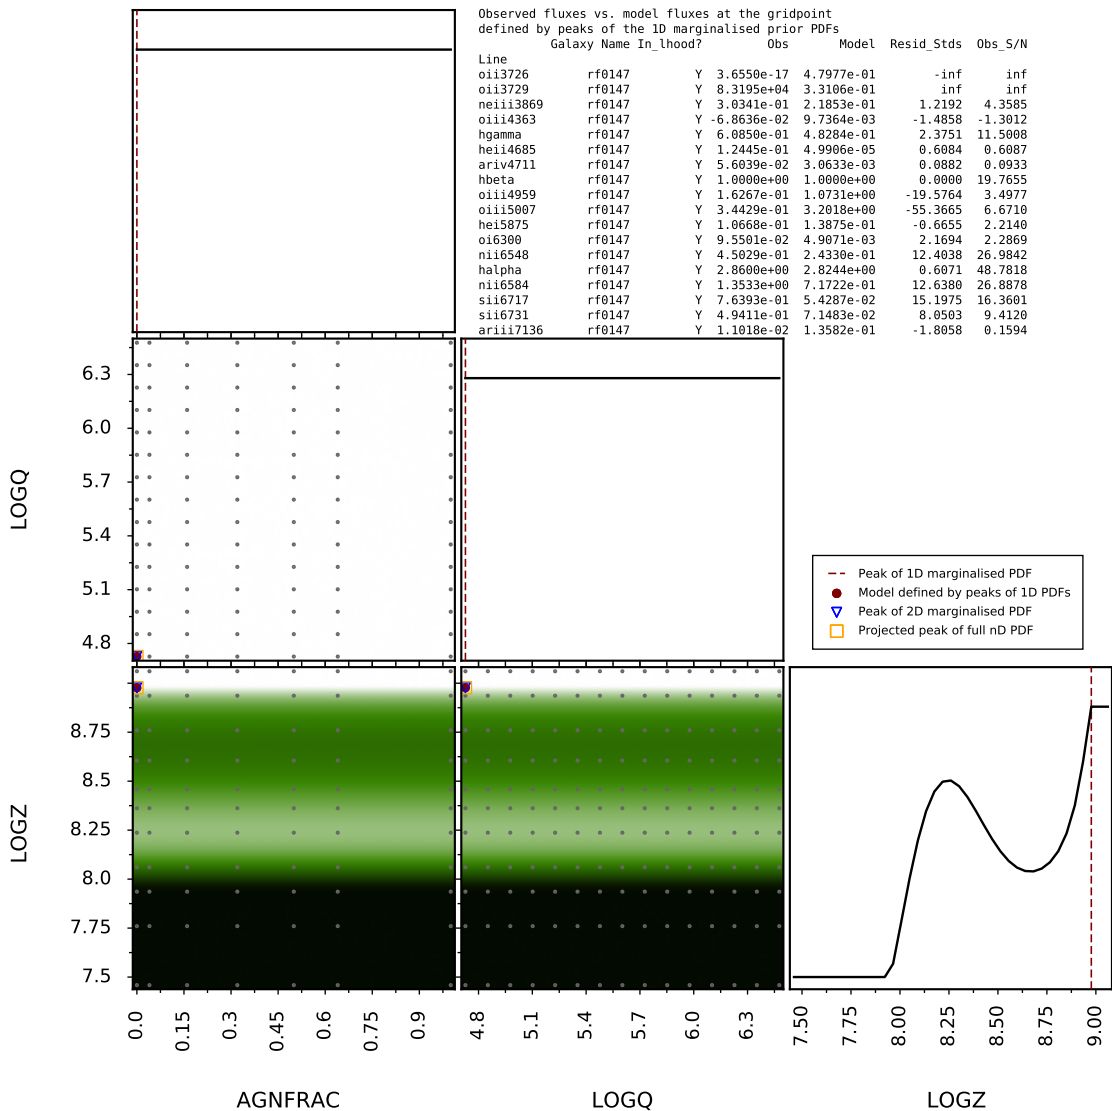 Observed fluxes vs. model fluxes at the gridpoint
defined by peaks of the 1D marginalised prior PDFs
Galaxy Name In_lhood? Obs Model Resid_Stds Obs_S/N
Line
oii3726 rf0147 Y 3.6550e-17 4.7977e-01 -inf inf
oii3729 rf0147 Y 8.3195e+04 3.3106e-01 inf inf
neiii3869 rf0147 Y 3.0341e-01 2.1853e-01 1.2192 4.3585
oiii4363 rf0147 Y -6.8636e-02 9.7364e-03 -1.4858 -1.3012
hgamma rf0147 Y 6.0850e-01 4.8284e-01 2.3751 11.5008
heii4685 rf0147 Y 1.2445e-01 4.9906e-05 0.6084 0.6087
ariv4711 rf0147 Y 5.6039e-02 3.0633e-03 0.0882 0.0933
hbeta rf0147 Y 1.0000e+00 1.0000e+00 0.0000 19.7655
oiii4959 rf0147 Y 1.6267e-01 1.0731e+00 -19.5764 3.4977
oiii5007 rf0147 Y 3.4429e-01 3.2018e+00 -55.3665 6.6710
hei5875 rf0147 Y 1.0668e-01 1.3875e-01 -0.6655 2.2140
oi6300 rf0147 Y 9.5501e-02 4.9071e-03 2.1694 2.2869
nii6548 rf0147 Y 4.5029e-01 2.4330e-01 12.4038 26.9842
halpha rf0147 Y 2.8600e+00 2.8244e+00 0.6071 48.7818
nii6584 rf0147 Y 1.3533e+00 7.1722e-01 12.6380 26.8878
sii6717 rf0147 Y 7.6393e-01 5.4287e-02 15.1975 16.3601
sii6731 rf0147 Y 4.9411e-01 7.1483e-02 8.0503 9.4120
ariii7136 rf0147 Y 1.1018e-02 1.3582e-01 -1.8058 0.1594
6.3
6.0
5.7
5.4
5.1
4.8
LOGQ
Peak of 1D marginalised PDF
Model defined by peaks of 1D PDFs
Peak of 2D marginalised PDF
Projected peak of full nD PDF
8.75
8.5
8.25
8.0
7.75
7.5
LOGZ
0.0 0.15 0.3 0.45 0.6 0.75 0.9
4.8 5.1 5.4 5.7 6.0 6.3
7.50 7.75 8.00 8.25 8.50 8.75 9.00
AGNFRAC LOGQ LOGZ